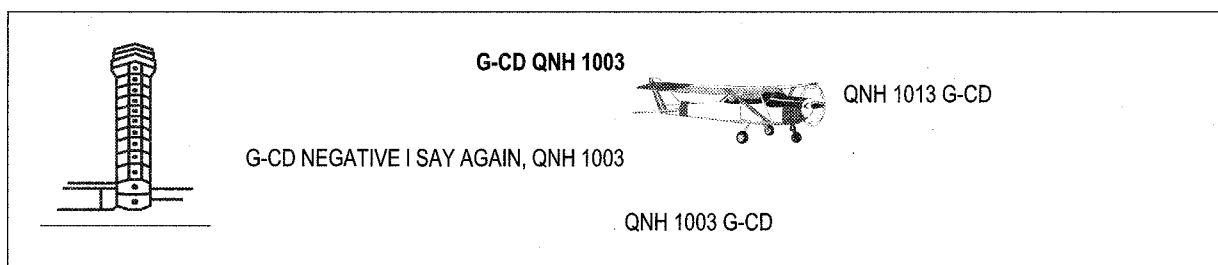 G-CD QNH 1003
QNH 1013 G-CD
G-CD NEGATIVE I SAY AGAIN, QNH 1003
QNH 1003 G-CD